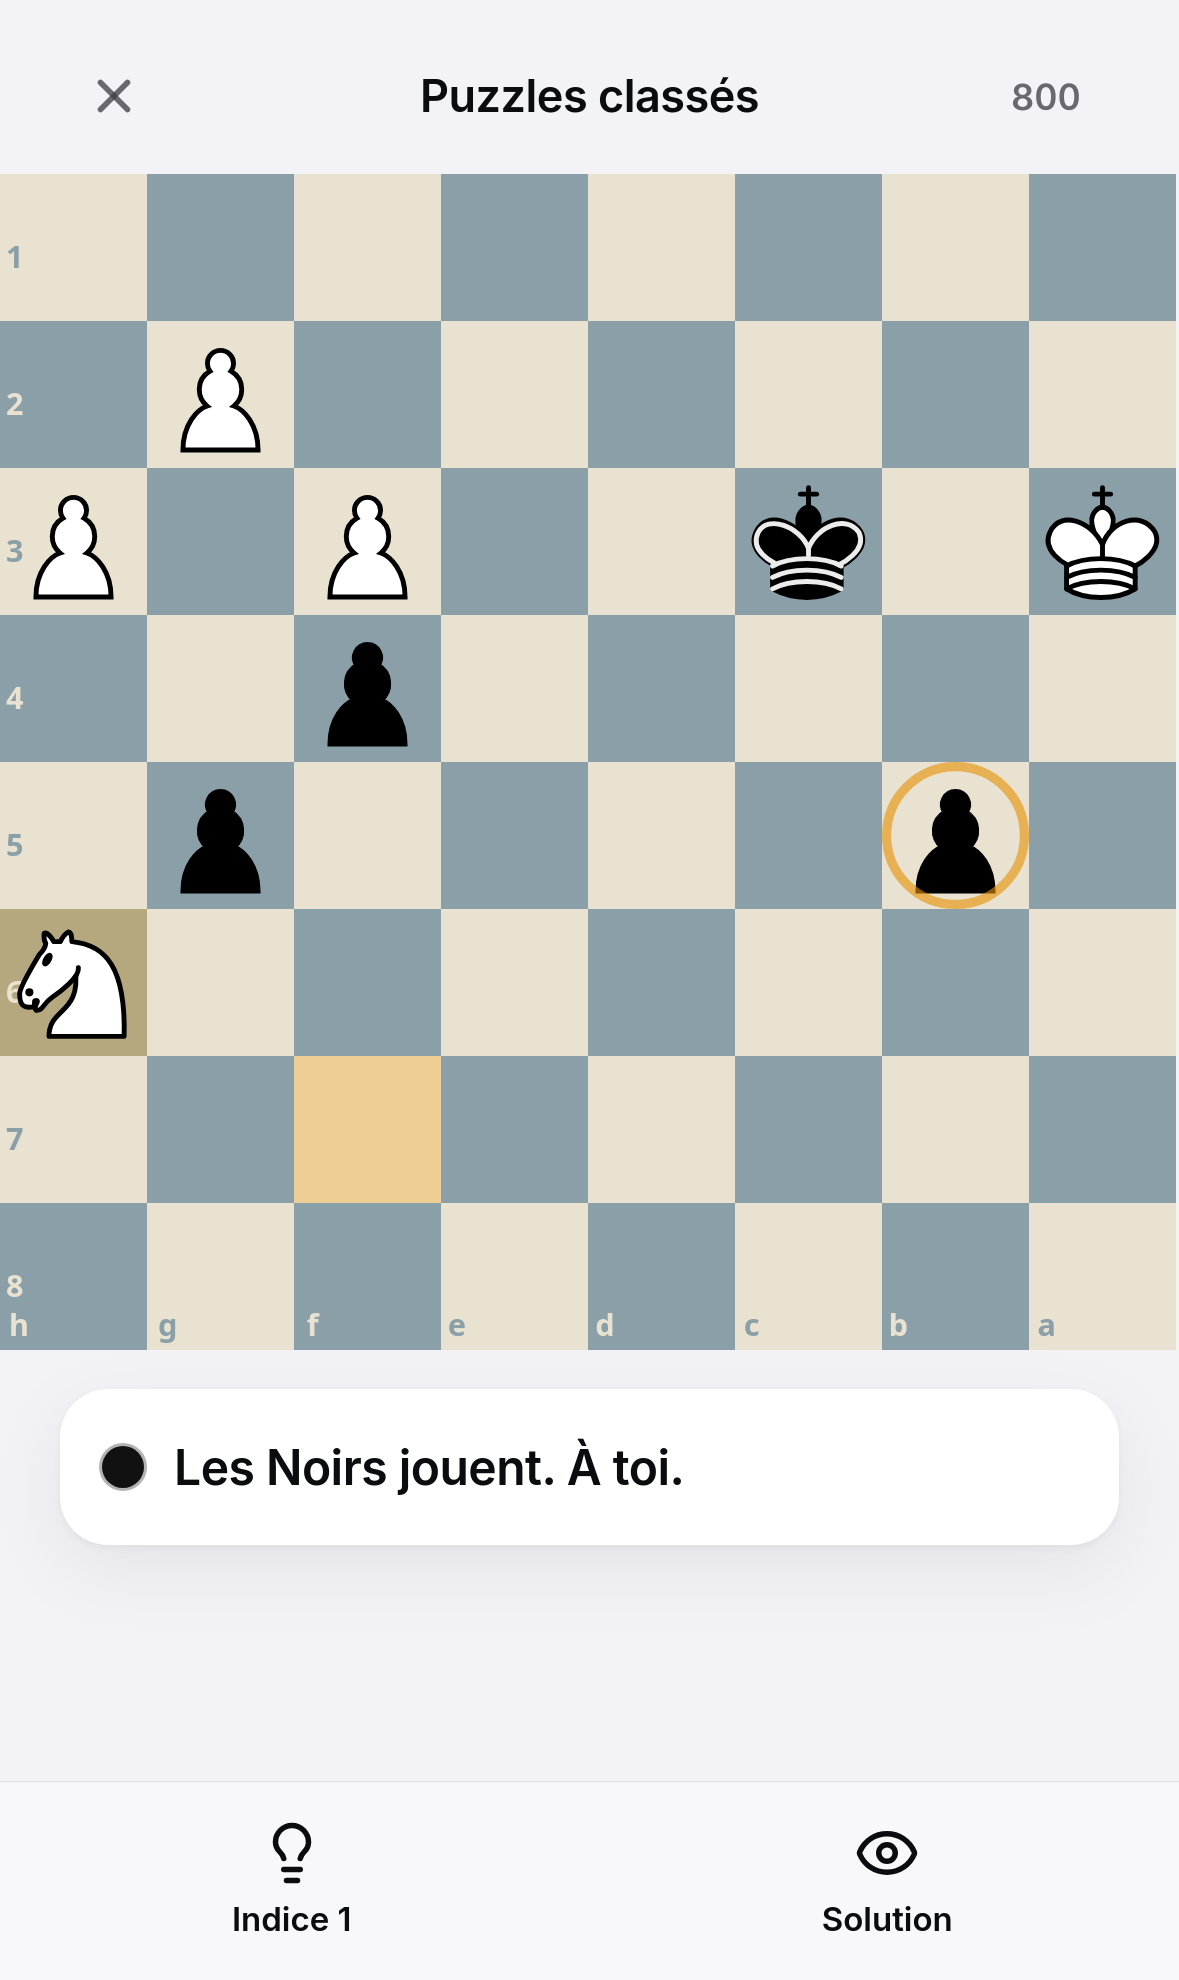 Puzzles classés
800
1
2
3
4
5
6
7
8
h g f e d c b a
Les Noirs jouent. À toi.
Indice 1
Solution